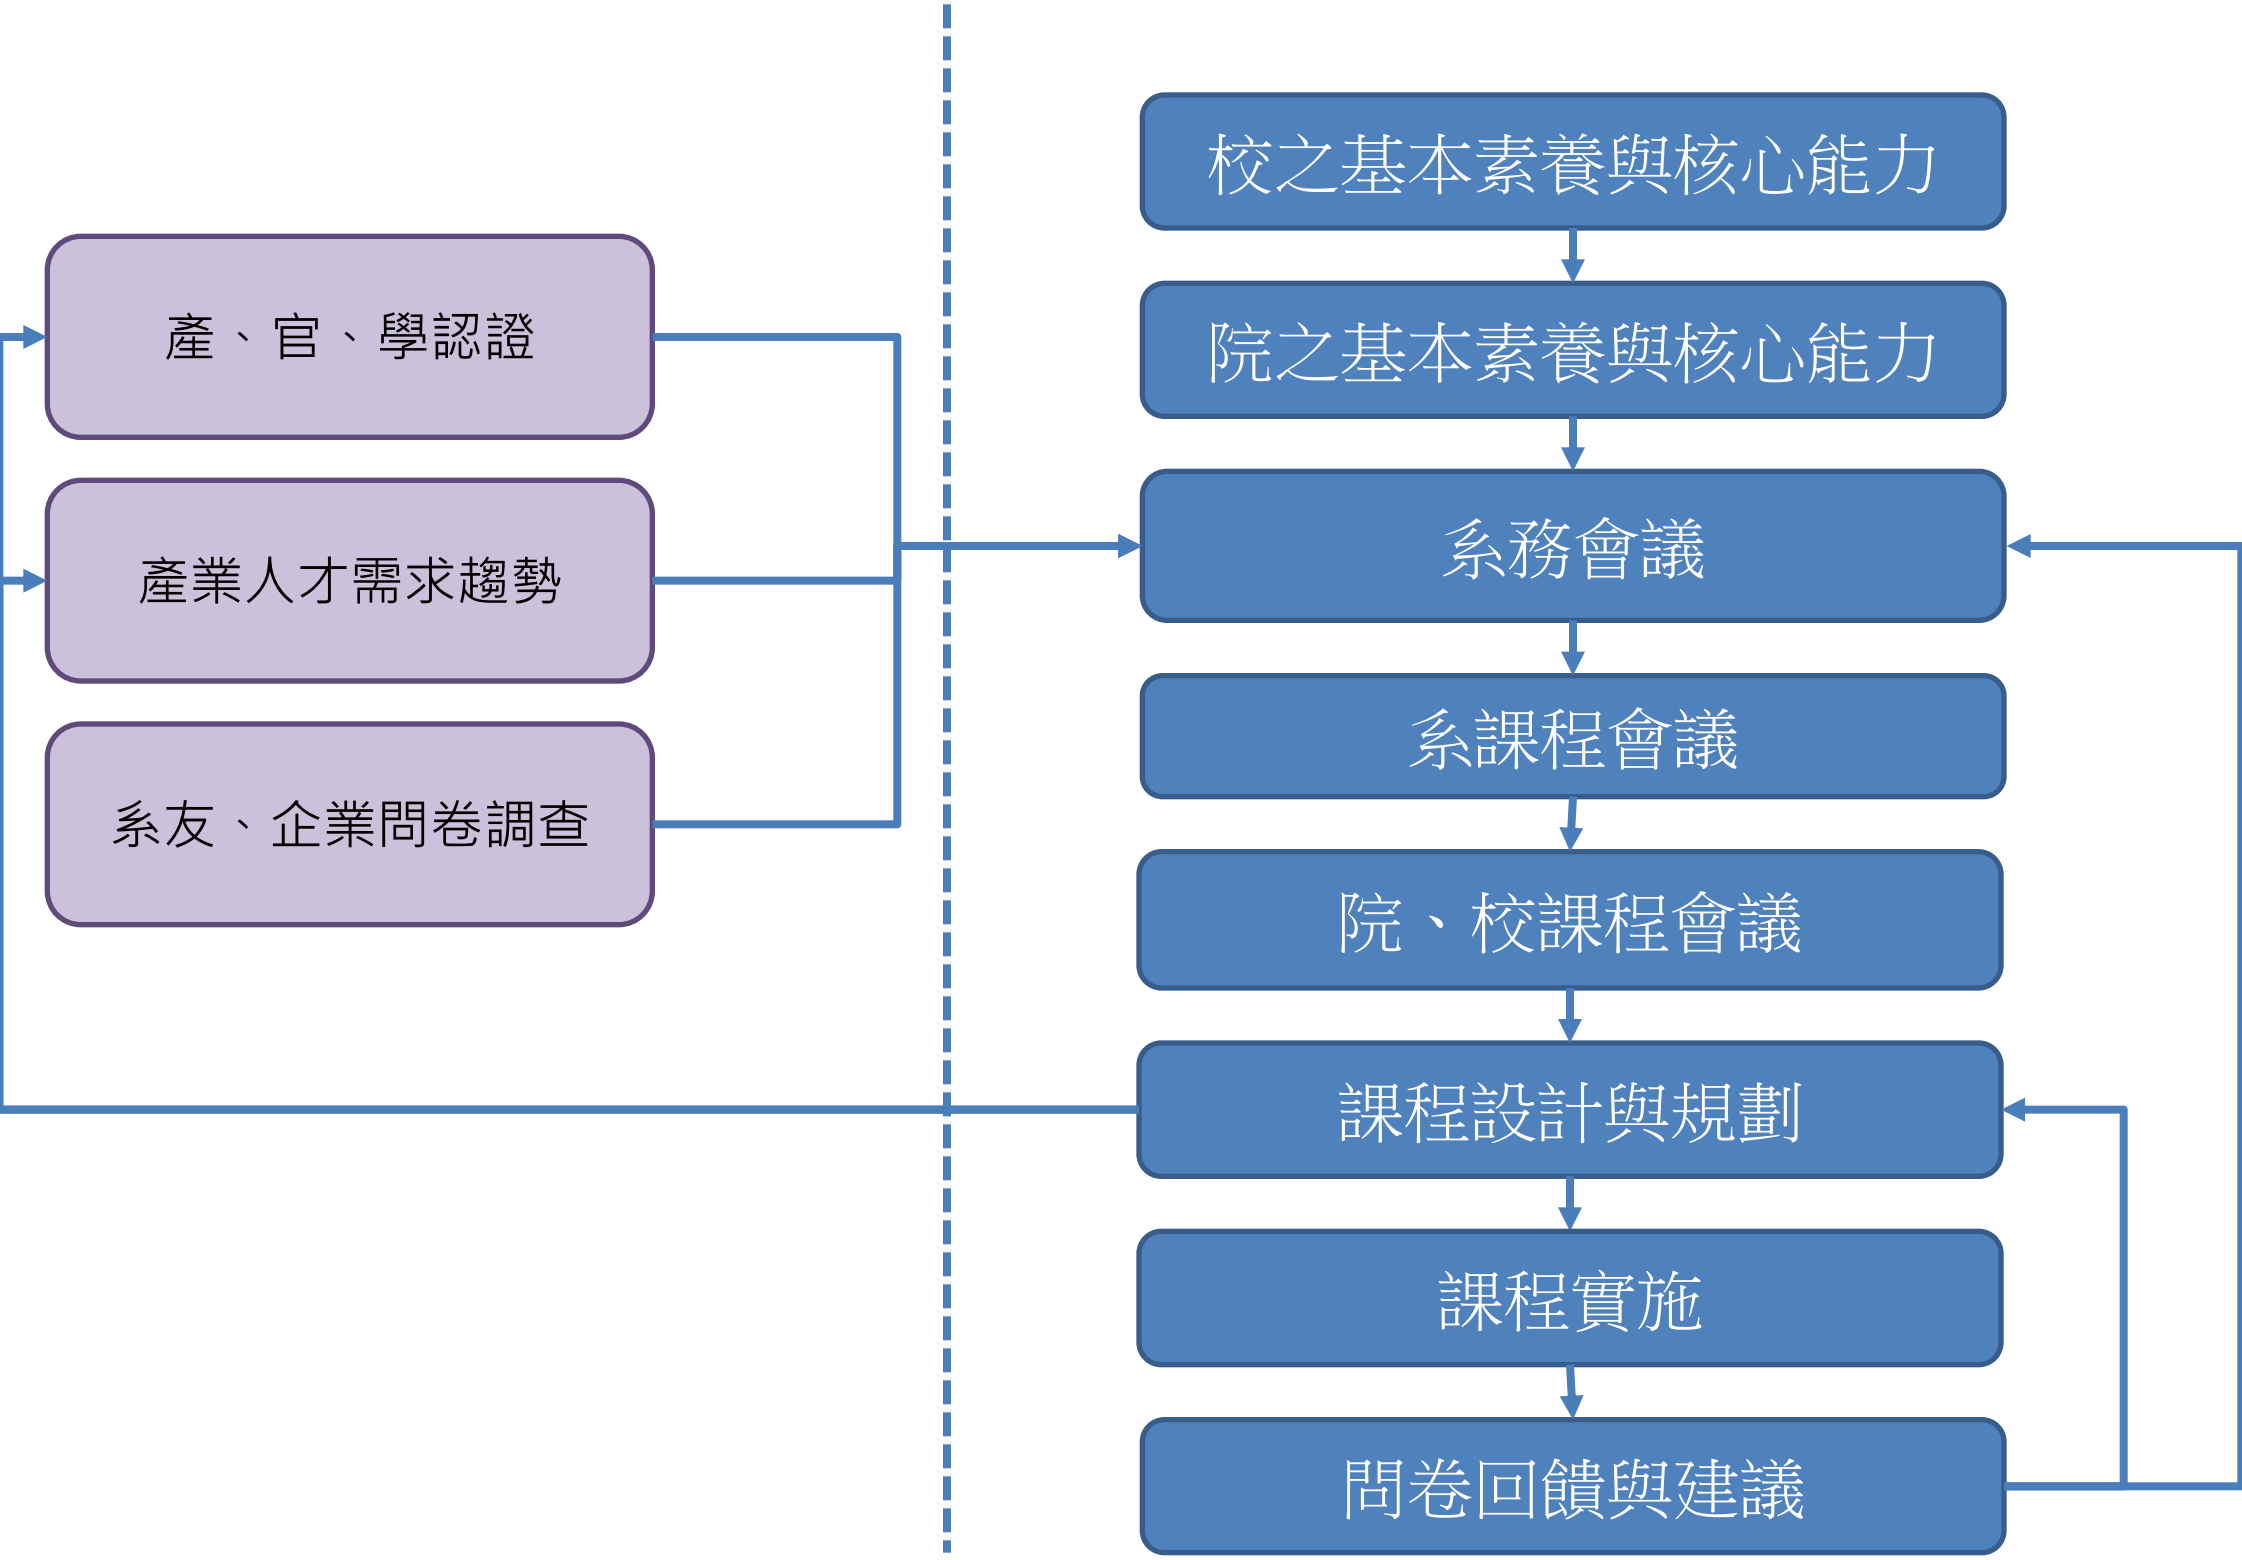 產、官、學認證
產業人才需求趨勢
系友、企業問卷調查
校之基本素養與核心能力
院之基本素養與核心能力
系務會議
系課程會議
院、校課程會議
課程設計與規劃
課程實施
問卷回饋與建議